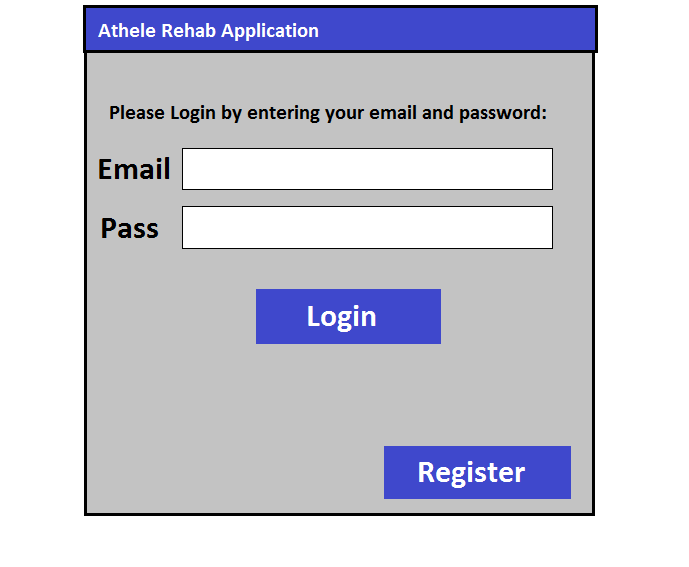 Athele Rehab Application
Please Login by entering your email and password:
Email
Pass
Login
Register